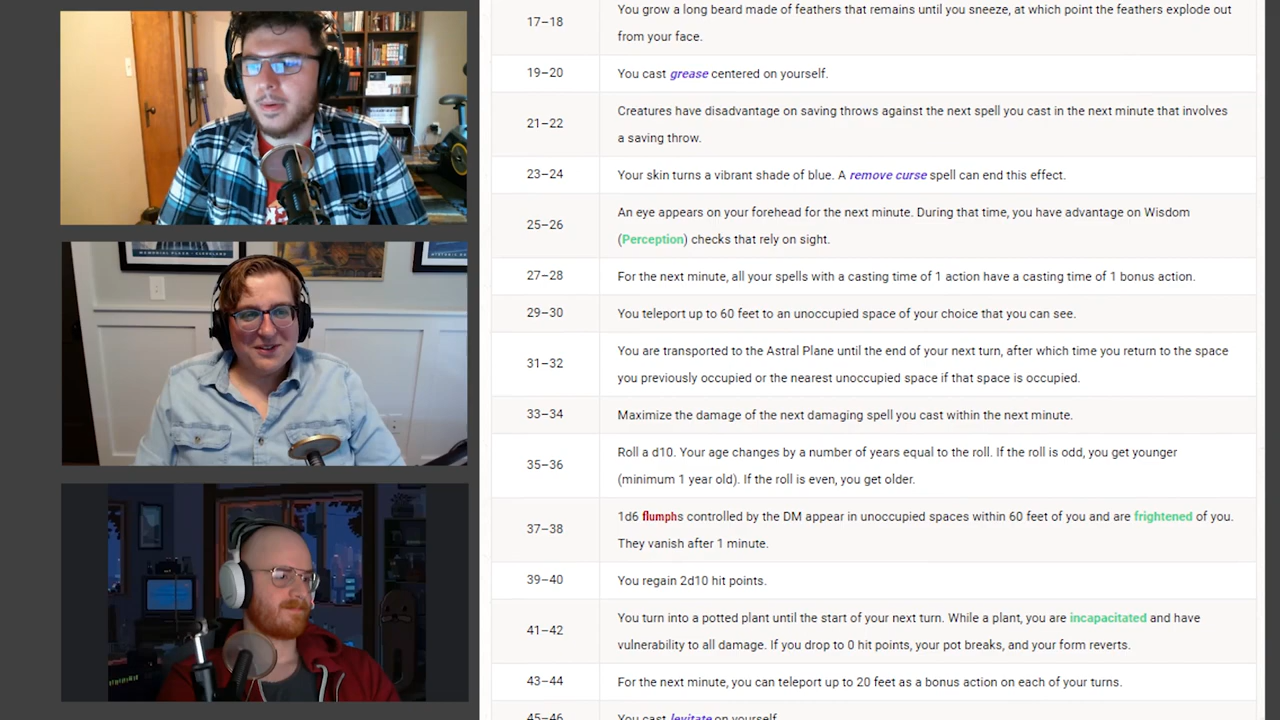 MEMORIAL PLAZA · CLEVELAND
17–18
You grow a long beard made of feathers that remains until you sneeze, at which point the feathers explode out
from your face.
19–20
You cast grease centered on yourself.
21–22
Creatures have disadvantage on saving throws against the next spell you cast in the next minute that involves
a saving throw.
23–24
Your skin turns a vibrant shade of blue. A remove curse spell can end this effect.
25–26
An eye appears on your forehead for the next minute. During that time, you have advantage on Wisdom
(Perception) checks that rely on sight.
27–28
For the next minute, all your spells with a casting time of 1 action have a casting time of 1 bonus action.
29–30
You teleport up to 60 feet to an unoccupied space of your choice that you can see.
31–32
You are transported to the Astral Plane until the end of your next turn, after which time you return to the space
you previously occupied or the nearest unoccupied space if that space is occupied.
33–34
Maximize the damage of the next damaging spell you cast within the next minute.
35–36
Roll a d10. Your age changes by a number of years equal to the roll. If the roll is odd, you get younger
(minimum 1 year old). If the roll is even, you get older.
37–38
1d6 flumphs controlled by the DM appear in unoccupied spaces within 60 feet of you and are frightened of you.
They vanish after 1 minute.
39–40
You regain 2d10 hit points.
41–42
You turn into a potted plant until the start of your next turn. While a plant, you are incapacitated and have
vulnerability to all damage. If you drop to 0 hit points, your pot breaks, and your form reverts.
43–44
For the next minute, you can teleport up to 20 feet as a bonus action on each of your turns.
45–46
You cast levitate on yourself.